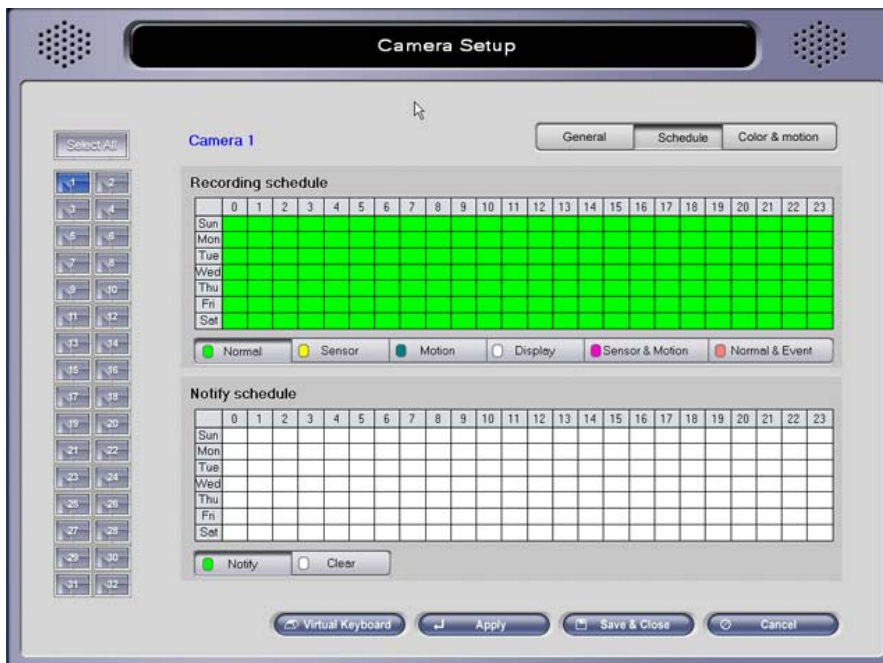 Camera Setup
Select All
Camera 1
General Schedule Color & motion
1 2
3 4
5 6
7 8
9 10
11 12
13 14
15 16
17 18
19 20
21 22
23 24
25 26
27 28
29 30
31 32
Recording schedule
0 1 2 3 4 5 6 7 8 9 10 11 12 13 14 15 16 17 18 19 20 21 22 23
Sun
Mon
Tue
Wed
Thu
Fri
Sat
Normal Sensor Motion Display Sensor & Motion Normal & Event
Notify schedule
0 1 2 3 4 5 6 7 8 9 10 11 12 13 14 15 16 17 18 19 20 21 22 23
Sun
Mon
Tue
Wed
Thu
Fri
Sat
Notify Clear
Virtual Keyboard Apply Save & Close Cancel